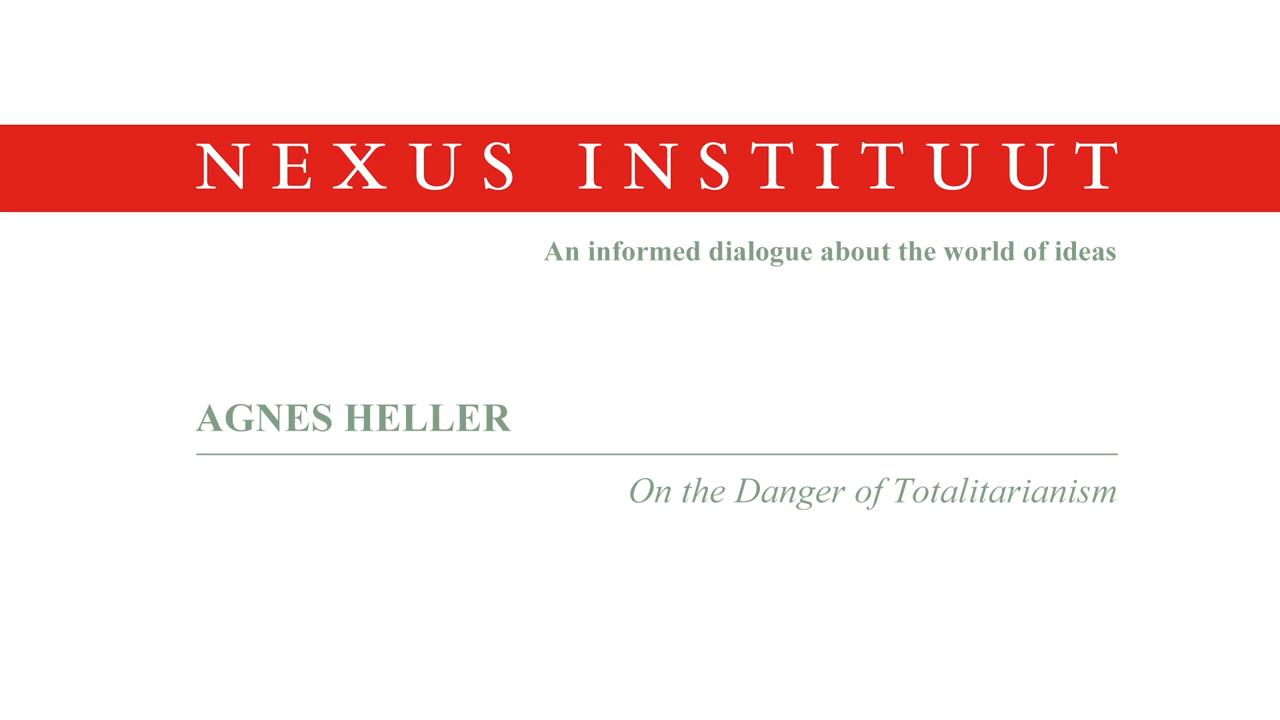 NEXUS INSTITUUT
An informed dialogue about the world of ideas
AGNES HELLER
On the Danger of Totalitarianism